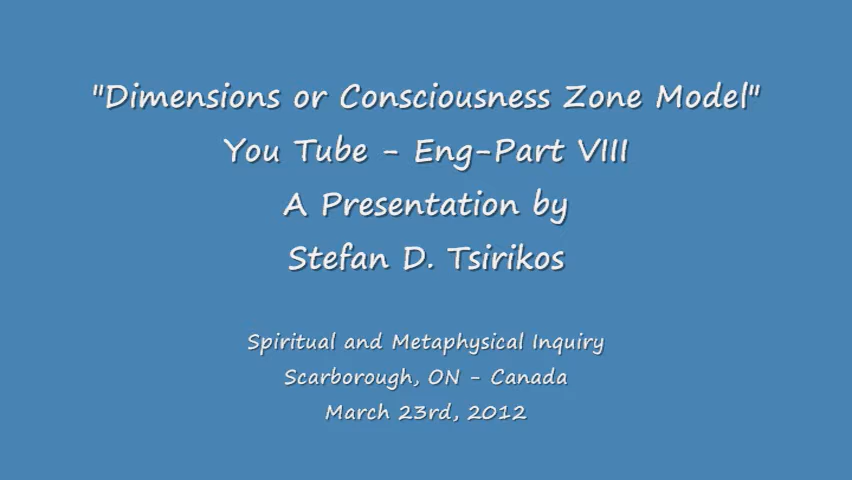 "Dimensions or Consciousness Zone Model"
You Tube - Eng-Part VIII
A Presentation by
Stefan D. Tsirikos
Spiritual and Metaphysical Inquiry
Scarborough, ON - Canada
March 23rd, 2012